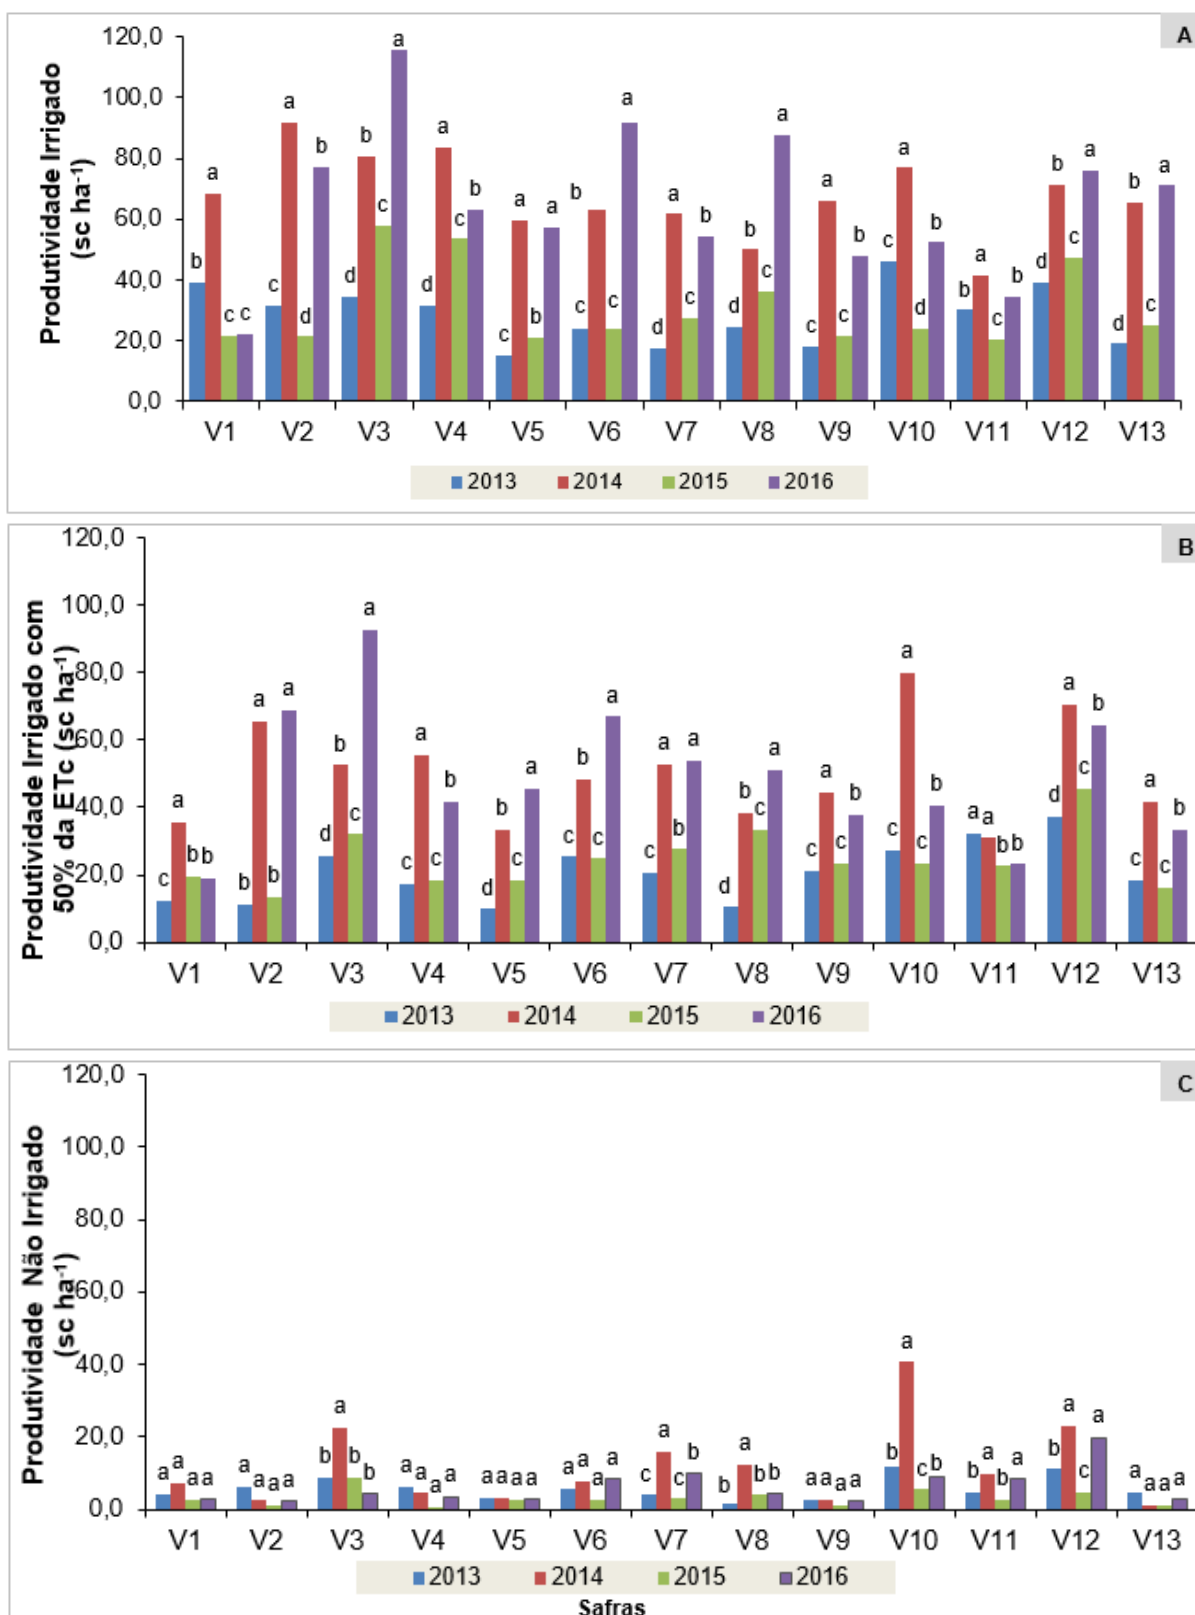 A
Produtividade Irrigado
(sc ha⁻¹)
120,0
100,0
80,0
60,0
40,0
20,0
0,0
b a c c
c a d b
d b c a
d a c b
c a b a
c b c a
d a c b
d b c a
c a c b
c a d b
b a c b
d b c a
d b c a
V1 V2 V3 V4 V5 V6 V7 V8 V9 V10 V11 V12 V13
2013 2014 2015 2016
B
Produtividade Irrigado com
50% da ETc (sc ha⁻¹)
120,0
100,0
80,0
60,0
40,0
20,0
0,0
c a b b
b a b a
d b c a
c a c b
d b c a
c b c a
c a b a
d b c a
c a c b
c a c b
a a b b
d a c b
c a c b
V1 V2 V3 V4 V5 V6 V7 V8 V9 V10 V11 V12 V13
2013 2014 2015 2016
C
Produtividade Não Irrigado
(sc ha⁻¹)
120,0
100,0
80,0
60,0
40,0
20,0
0,0
a a a a
a a a a
b a b b
a a a a
a a a a
a a a a
c a c b
b a b b
a a a a
b a c b
b a b a
b a c a
a a a a
V1 V2 V3 V4 V5 V6 V7 V8 V9 V10 V11 V12 V13
2013 2014 2015 2016
Safras